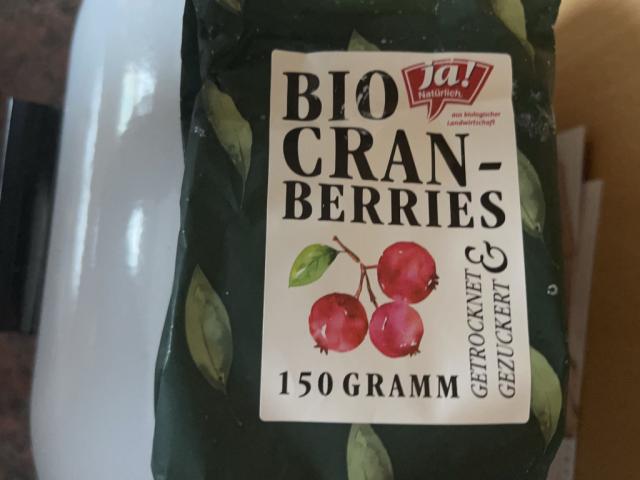 BIO
ja!
Natürlich.
aus biologischer
Landwirtschaft
CRAN-
BERRIES
GETROCKNET &
GEZUCKERT
150 GRAMM